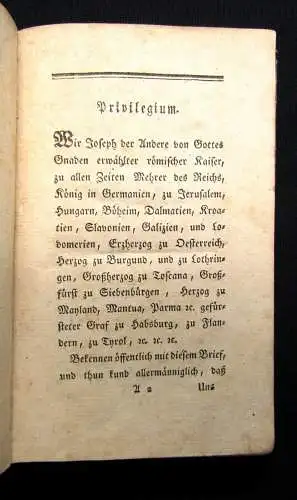 Privilegium.
Wir Joseph der Andere von Gottes
Gnaden erwählter römischer Kaiser,
zu allen Zeiten Mehrer des Reichs,
König in Germanien, zu Jerusalem,
Hungarn, Böheim, Dalmatien, Kroa-
tien, Slavonien, Galizien, und Lo-
domerien, Erzherzog zu Oesterreich,
Herzog zu Burgund, und zu Lothrin-
gen, Großherzog zu Toscana, Groß-
fürst zu Siebenbürgen, Herzog zu
Mayland, Mantua, Parma ꝛc. gefür-
steter Graf zu Habsburg, zu Flan-
dern, zu Tyrol, ꝛc. ꝛc. ꝛc.
Bekennen öffentlich mit diesem Brief,
und thun kund allermänniglich, daß
A 2 Uns